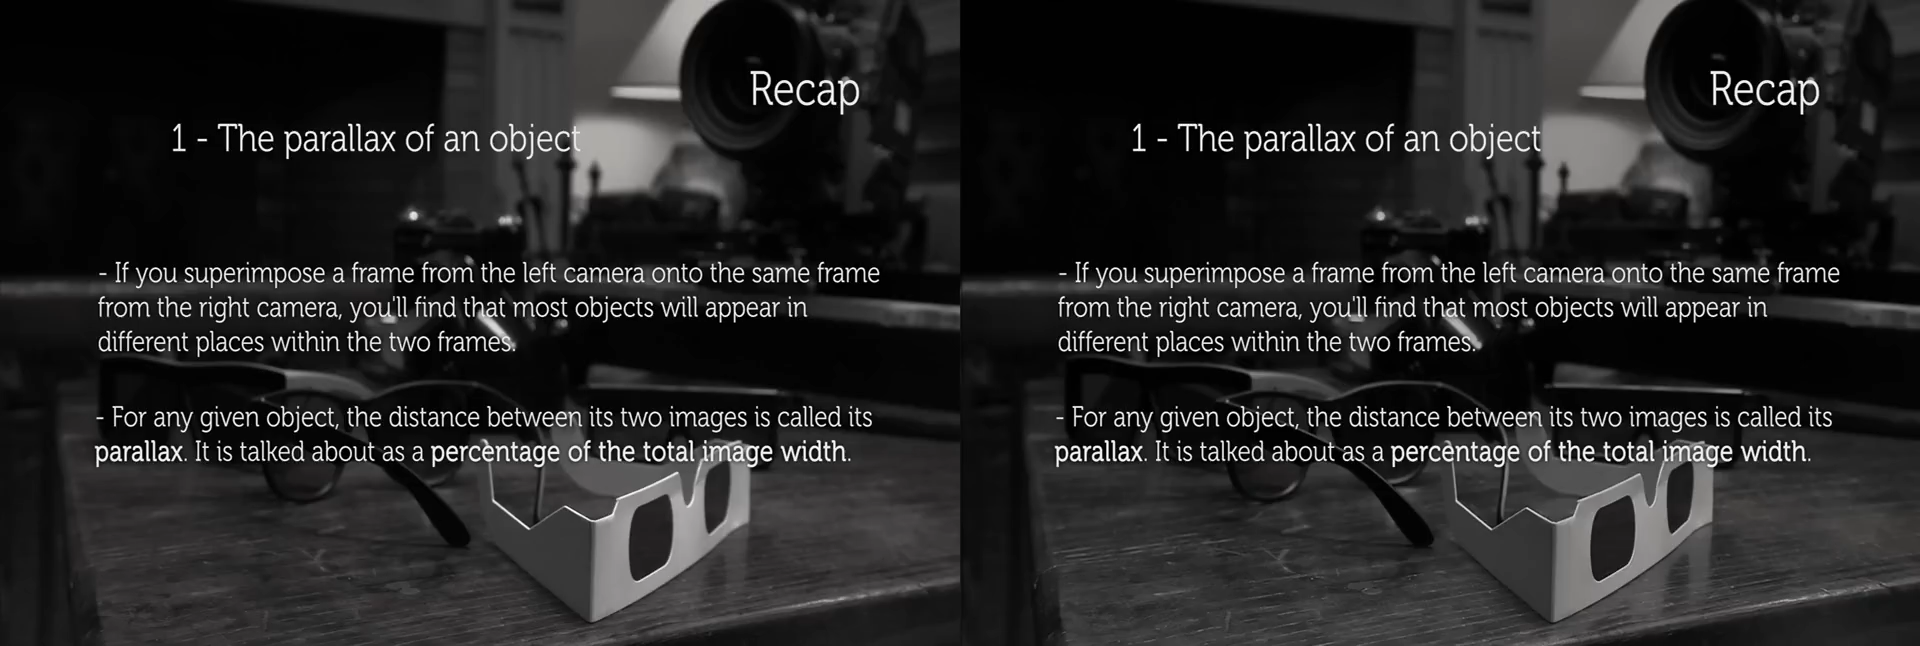 Recap
1 - The parallax of an object
- If you superimpose a frame from the left camera onto the same frame
from the right camera, you'll find that most objects will appear in
different places within the two frames.
- For any given object, the distance between its two images is called its
parallax. It is talked about as a percentage of the total image width.
Recap
1 - The parallax of an object
- If you superimpose a frame from the left camera onto the same frame
from the right camera, you'll find that most objects will appear in
different places within the two frames.
- For any given object, the distance between its two images is called its
parallax. It is talked about as a percentage of the total image width.